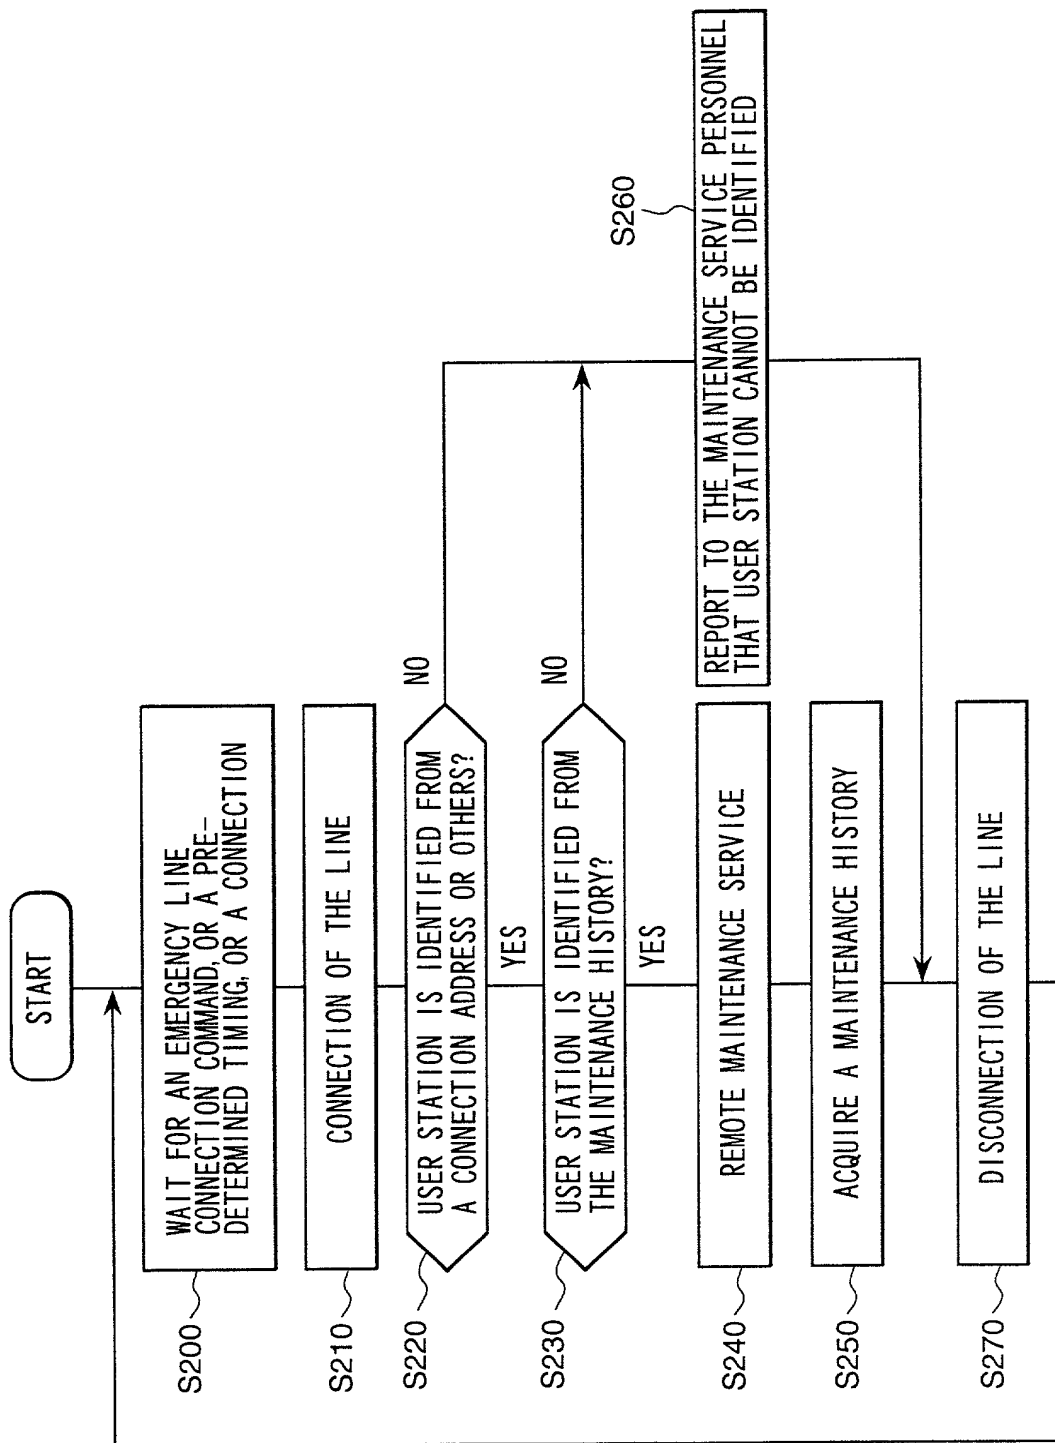 START
WAIT FOR AN EMERGENCY LINE
CONNECTION COMMAND, OR A PRE-
DETERMINED TIMING, OR A CONNECTION
S200
CONNECTION OF THE LINE
S210
USER STATION IS IDENTIFIED FROM
A CONNECTION ADDRESS OR OTHERS?
S220
NO
YES
USER STATION IS IDENTIFIED FROM
THE MAINTENANCE HISTORY?
S230
NO
YES
REMOTE MAINTENANCE SERVICE
S240
REPORT TO THE MAINTENANCE SERVICE PERSONNEL
THAT USER STATION CANNOT BE IDENTIFIED
S260
ACQUIRE A MAINTENANCE HISTORY
S250
DISCONNECTION OF THE LINE
S270